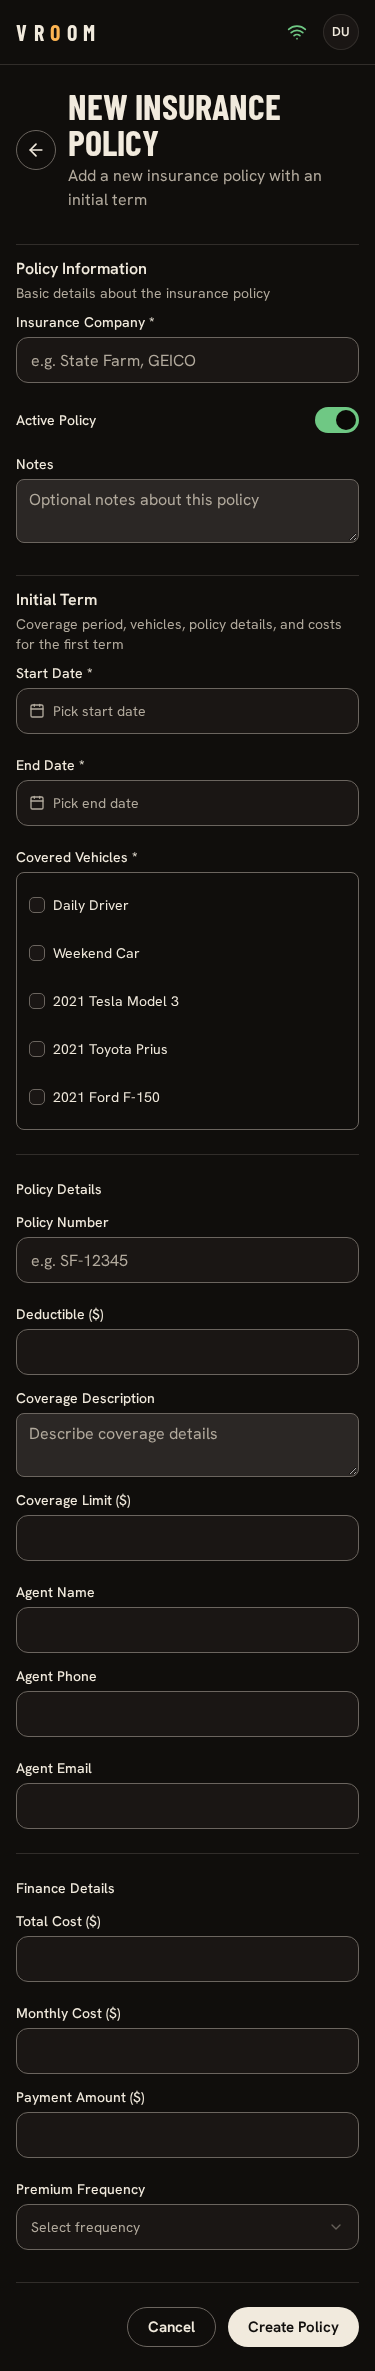 VROOM
DU
NEW INSURANCE
POLICY
Add a new insurance policy with an
initial term
Policy Information
Basic details about the insurance policy
Insurance Company *
e.g. State Farm, GEICO
Active Policy
Notes
Optional notes about this policy
Initial Term
Coverage period, vehicles, policy details, and costs
for the first term
Start Date *
Pick start date
End Date *
Pick end date
Covered Vehicles *
Daily Driver
Weekend Car
2021 Tesla Model 3
2021 Toyota Prius
2021 Ford F-150
Policy Details
Policy Number
e.g. SF-12345
Deductible ($)
Coverage Description
Describe coverage details
Coverage Limit ($)
Agent Name
Agent Phone
Agent Email
Finance Details
Total Cost ($)
Monthly Cost ($)
Payment Amount ($)
Premium Frequency
Select frequency
Cancel
Create Policy